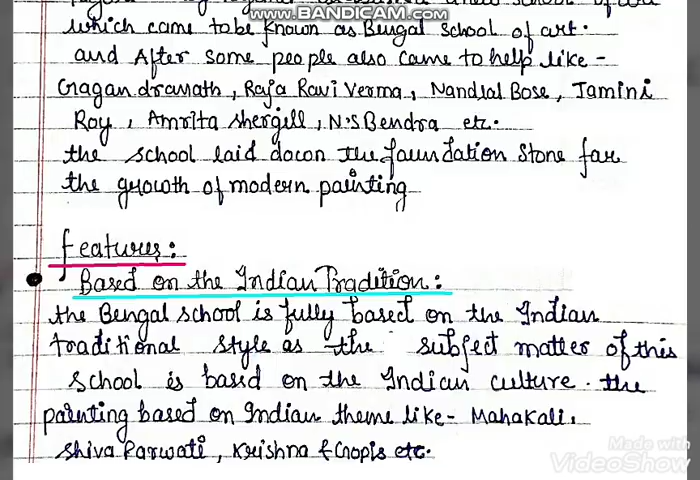 WWW.BANDICAM.COM
which came to be known as Bengal school of art.
and After some people also came to help like -
Gagan dranath, Raja Ravi Verma, Nandlal Bose, Jamini
Roy, Amrita Shergill, N.S Bendra etc.
the school laid docon the foundation stone for
the growth of modern painting
features:
Based on the Indian Tradition:
the Bengal school is fully based on the Indian
traditional style as the subject matter of this
school is based on the Indian culture. the
painting based on Indian theme like- Mahakali,
Shiva Parwati, Krishna & Gopis etc.
Made with
VideoShow